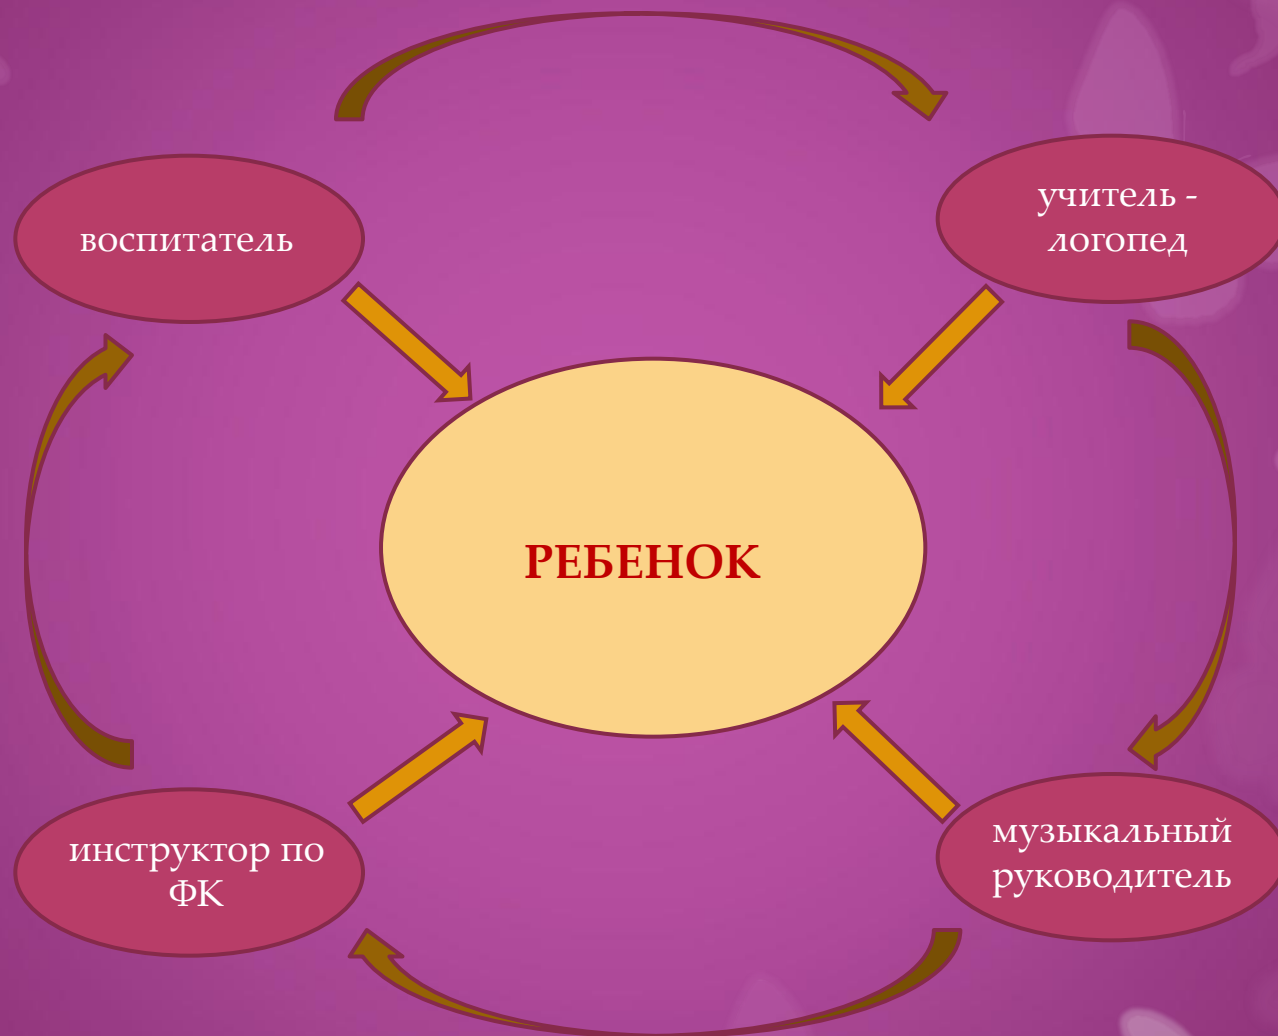 воспитатель
учитель -
логопед
РЕБЕНОК
инструктор по
ФК
музыкальный
руководитель